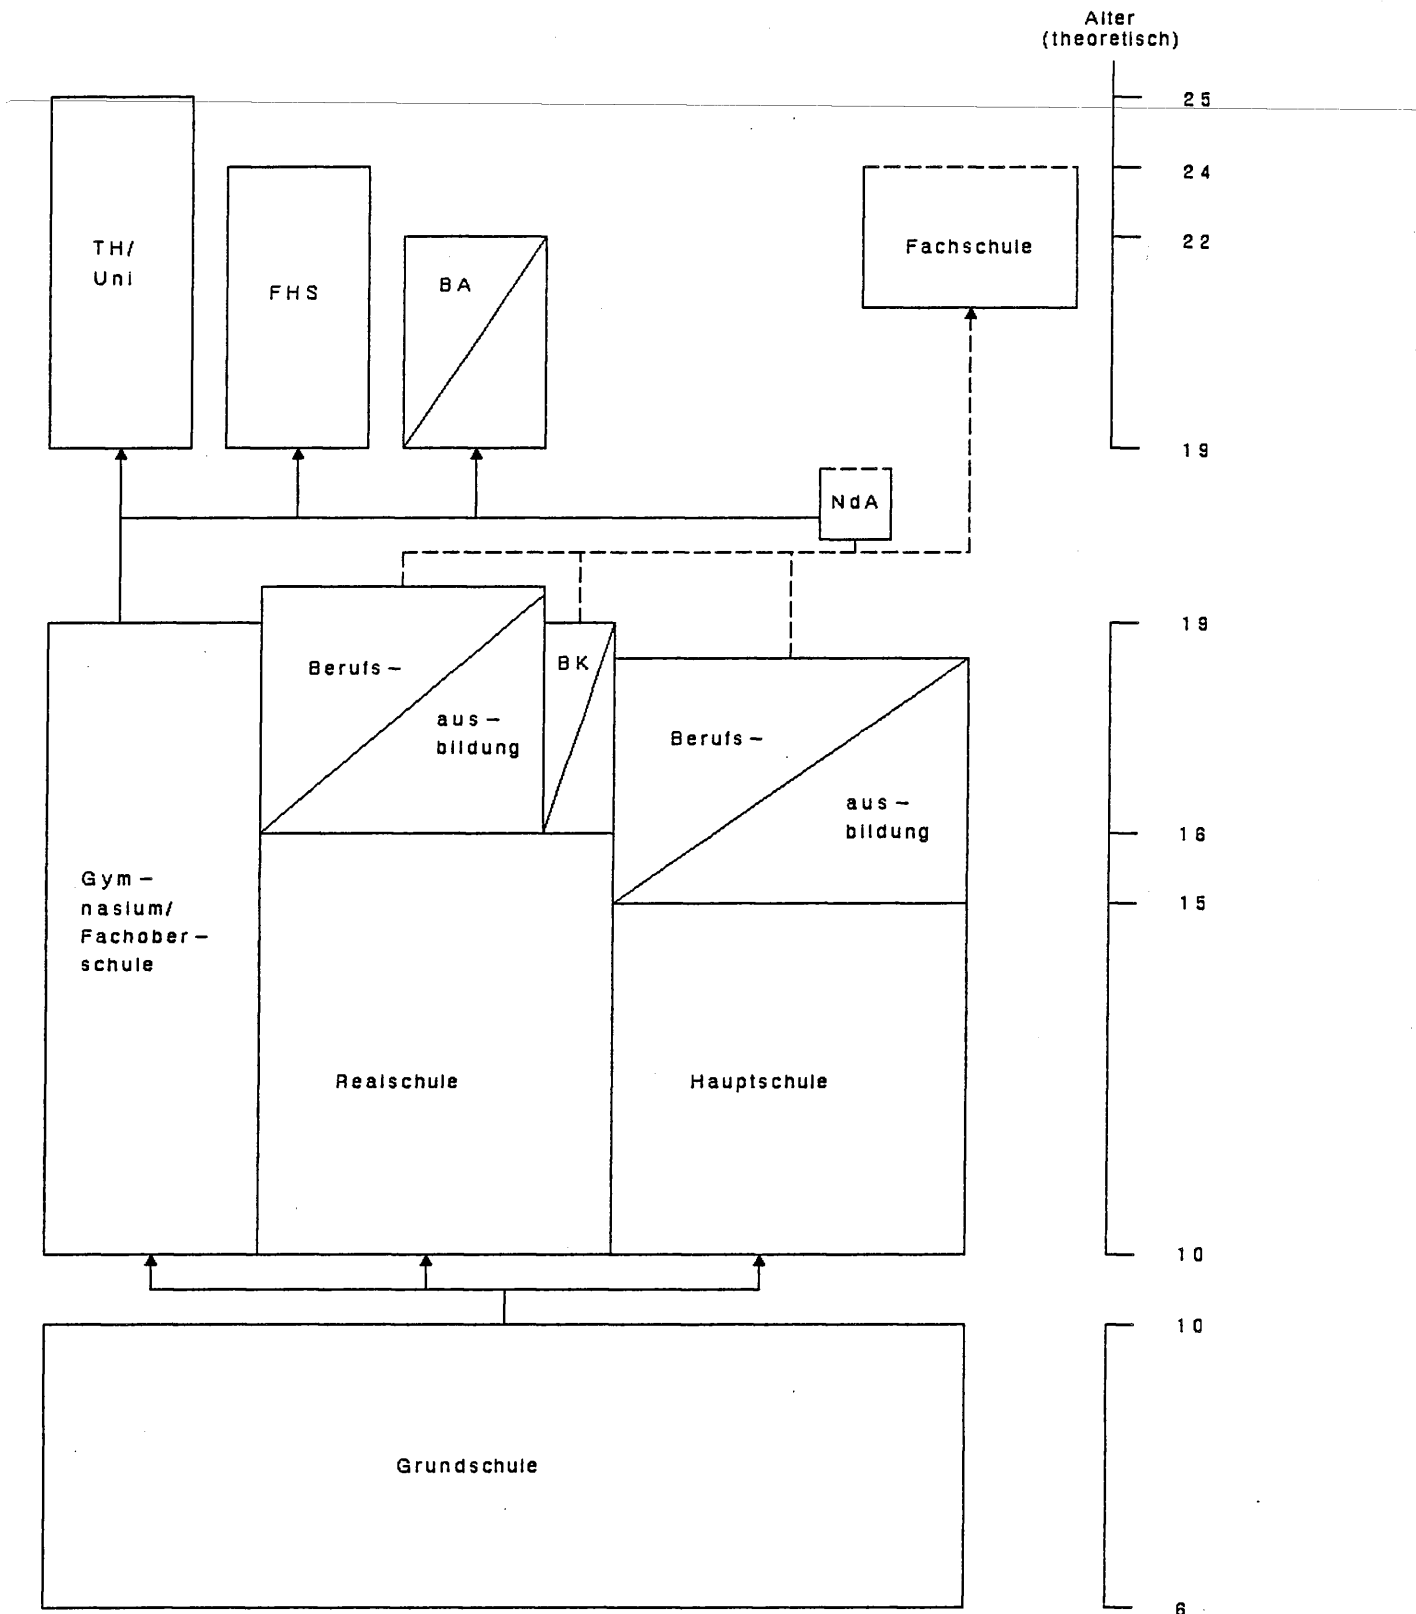 Alter
(theoretisch)
25
24
TH/
Uni
FHS
BA
Fachschule
22
19
NdA
19
Berufs-
aus-
bildung
BK
Berufs-
aus-
bildung
16
15
Gym-
nasium/
Fachober-
schule
Realschule
Hauptschule
10
10
Grundschule
6